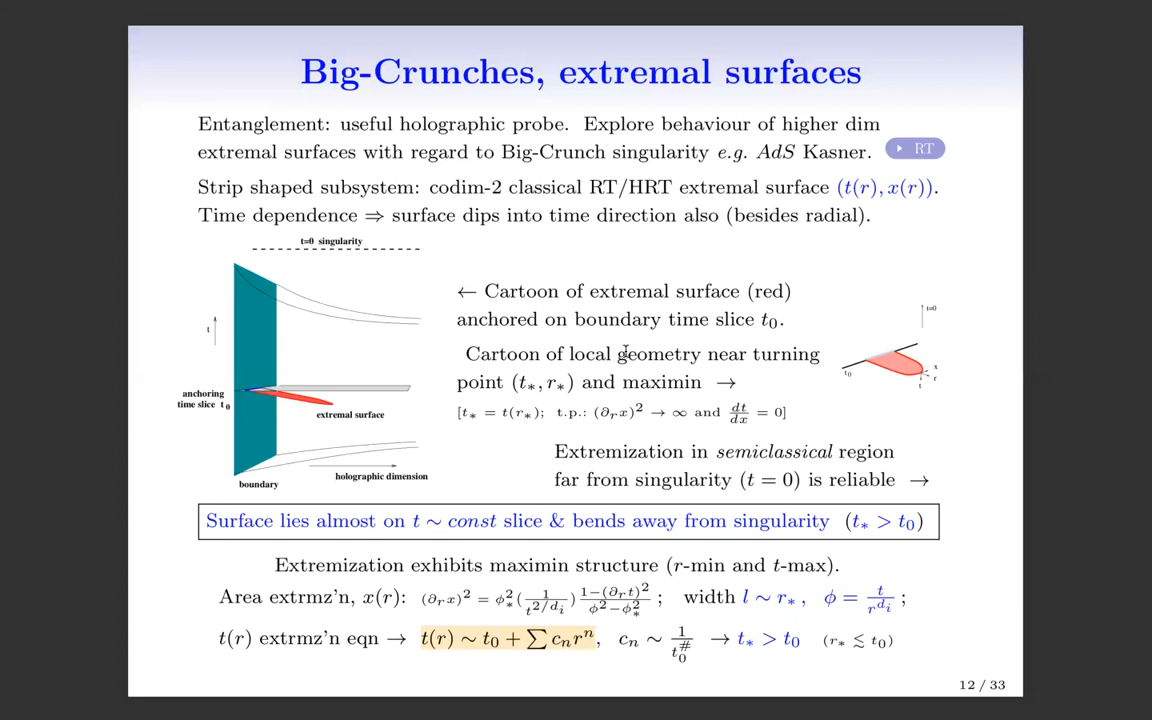 Big-Crunches, extremal surfaces
Entanglement: useful holographic probe. Explore behaviour of higher dim
extremal surfaces with regard to Big-Crunch singularity e.g. AdS Kasner.
RT
Strip shaped subsystem: codim-2 classical RT/HRT extremal surface (t(r), x(r)).
Time dependence ⇒ surface dips into time direction also (besides radial).
t=0 singularity
t
anchoring
time slice t₀
extremal surface
holographic dimension
boundary
← Cartoon of extremal surface (red)
anchored on boundary time slice t₀.
Cartoon of local geometry near turning
point (t∗, r∗) and maximin →
[t∗ = t(r∗); t.p.: (∂ᵣx)² → ∞ and dt/dx = 0]
t=0
t₀
x
r
t
Extremization in semiclassical region
far from singularity (t = 0) is reliable →
Surface lies almost on t ∼ const slice & bends away from singularity (t∗ > t₀)
Extremization exhibits maximin structure (r-min and t-max).
Area extrmz'n, x(r): (∂ᵣx)² = ϕ∗² (1/t^{2/dᵢ}) (1−(∂ᵣt)²)/(ϕ²−ϕ∗²) ; width l ∼ r∗ , ϕ = t/r^{dᵢ} ;
t(r) extrmz'n eqn → t(r) ∼ t₀ + ∑ cₙrⁿ, cₙ ∼ 1/t₀^# → t∗ > t₀ (r∗ ≲ t₀)
12 / 33